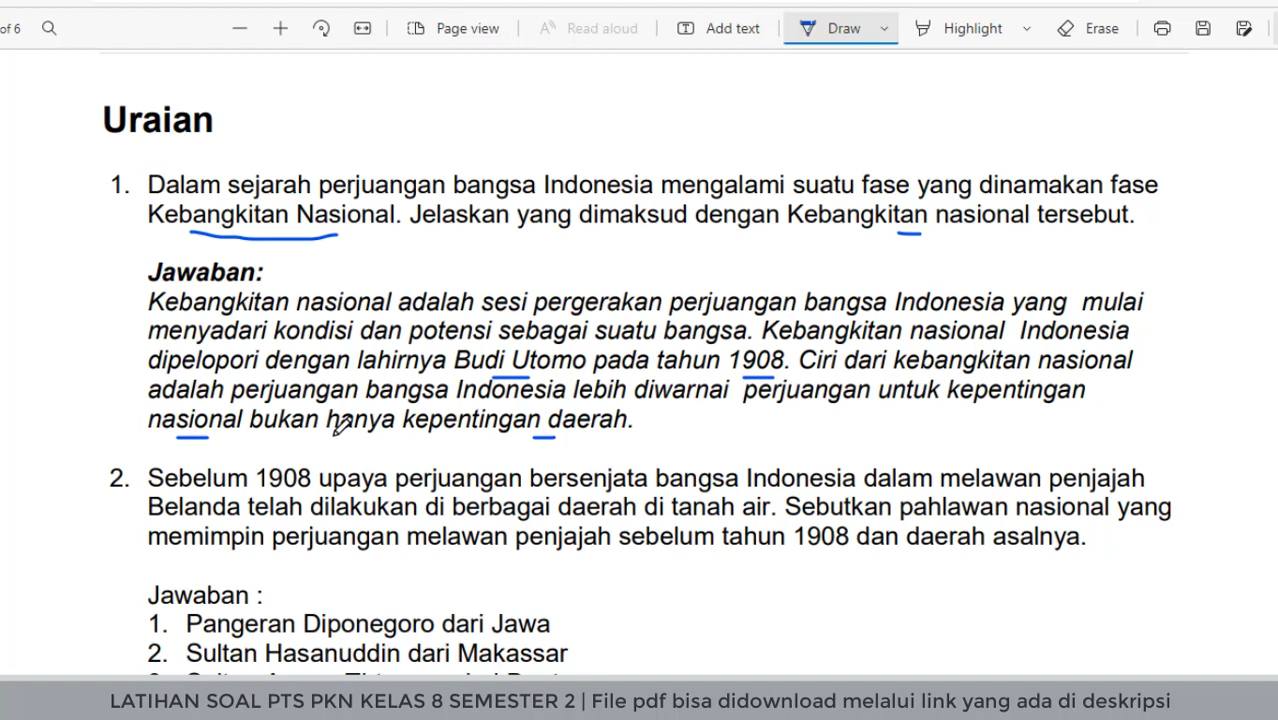 of 6 Page view Read aloud Add text Draw Highlight Erase
Uraian
1. Dalam sejarah perjuangan bangsa Indonesia mengalami suatu fase yang dinamakan fase
Kebangkitan Nasional. Jelaskan yang dimaksud dengan Kebangkitan nasional tersebut.
Jawaban:
Kebangkitan nasional adalah sesi pergerakan perjuangan bangsa Indonesia yang mulai
menyadari kondisi dan potensi sebagai suatu bangsa. Kebangkitan nasional Indonesia
dipelopori dengan lahirnya Budi Utomo pada tahun 1908. Ciri dari kebangkitan nasional
adalah perjuangan bangsa Indonesia lebih diwarnai perjuangan untuk kepentingan
nasional bukan hanya kepentingan daerah.
2. Sebelum 1908 upaya perjuangan bersenjata bangsa Indonesia dalam melawan penjajah
Belanda telah dilakukan di berbagai daerah di tanah air. Sebutkan pahlawan nasional yang
memimpin perjuangan melawan penjajah sebelum tahun 1908 dan daerah asalnya.
Jawaban :
1. Pangeran Diponegoro dari Jawa
2. Sultan Hasanuddin dari Makassar
LATIHAN SOAL PTS PKN KELAS 8 SEMESTER 2 | File pdf bisa didownload melalui link yang ada di deskripsi